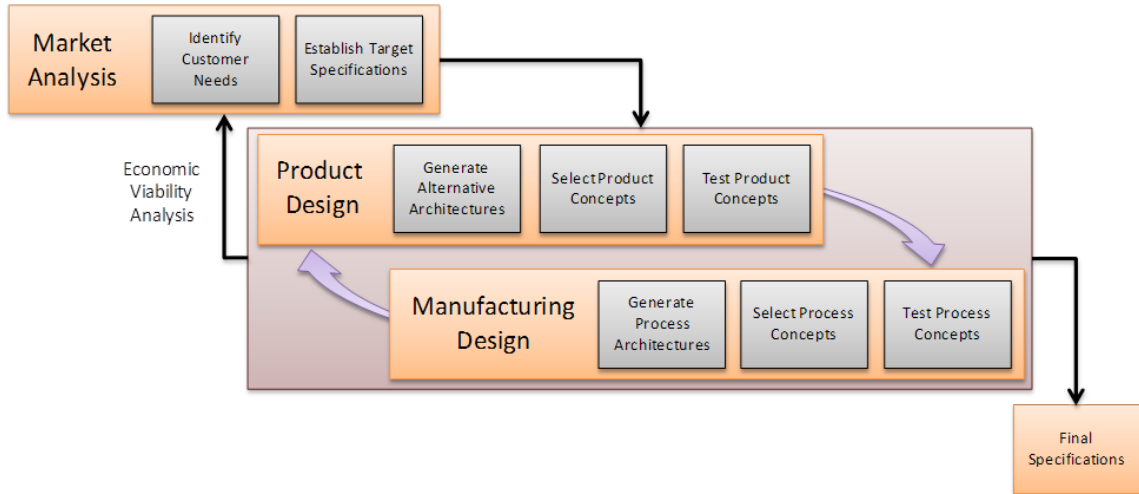 Market
Analysis
Identify
Customer
Needs
Establish Target
Specifications
Economic
Viability
Analysis
Product
Design
Generate
Alternative
Architectures
Select Product
Concepts
Test Product
Concepts
Manufacturing
Design
Generate
Process
Architectures
Select Process
Concepts
Test Process
Concepts
Final
Specifications